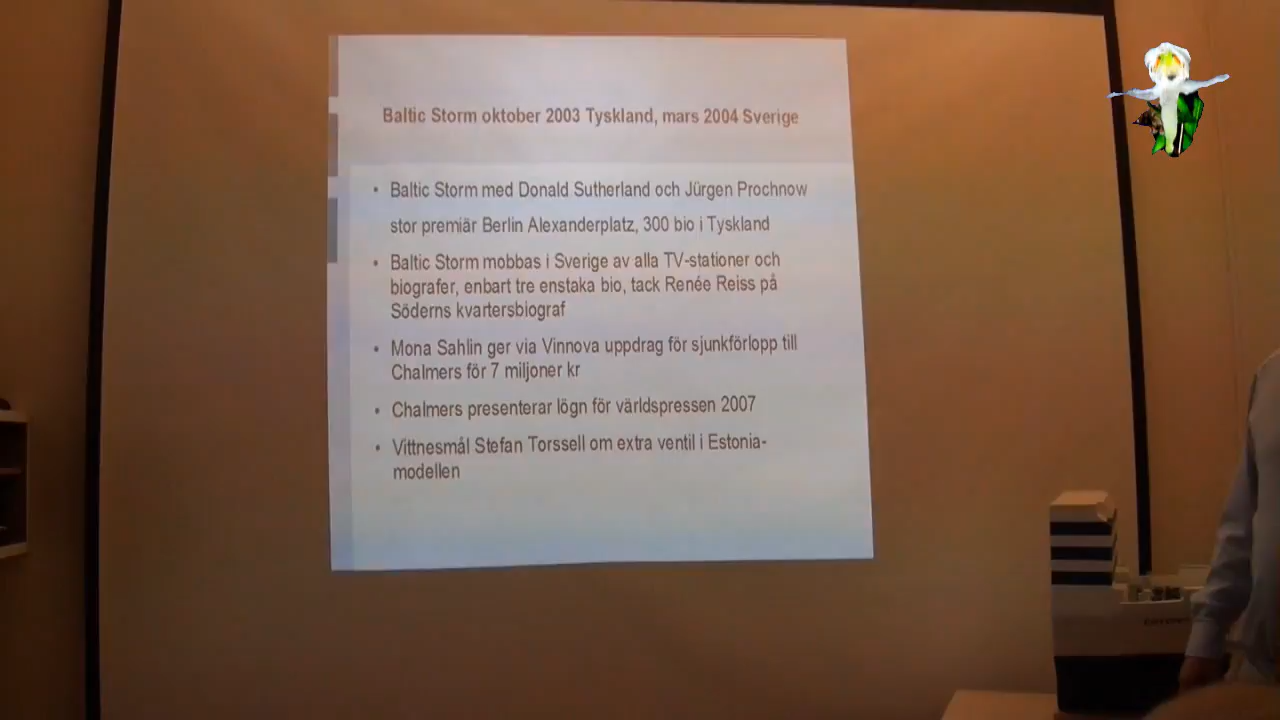 Baltic Storm oktober 2003 Tyskland, mars 2004 Sverige
• Baltic Storm med Donald Sutherland och Jürgen Prochnow
stor premiär Berlin Alexanderplatz, 300 bio i Tyskland
• Baltic Storm mobbas i Sverige av alla TV-stationer och
biografer, enbart tre enstaka bio, tack Renée Reiss på
Söderns kvartersbiograf
• Mona Sahlin ger via Vinnova uppdrag för sjunkförlopp till
Chalmers för 7 miljoner kr
• Chalmers presenterar lögn för världspressen 2007
• Vittnesmål Stefan Torssell om extra ventil i Estonia-
modellen